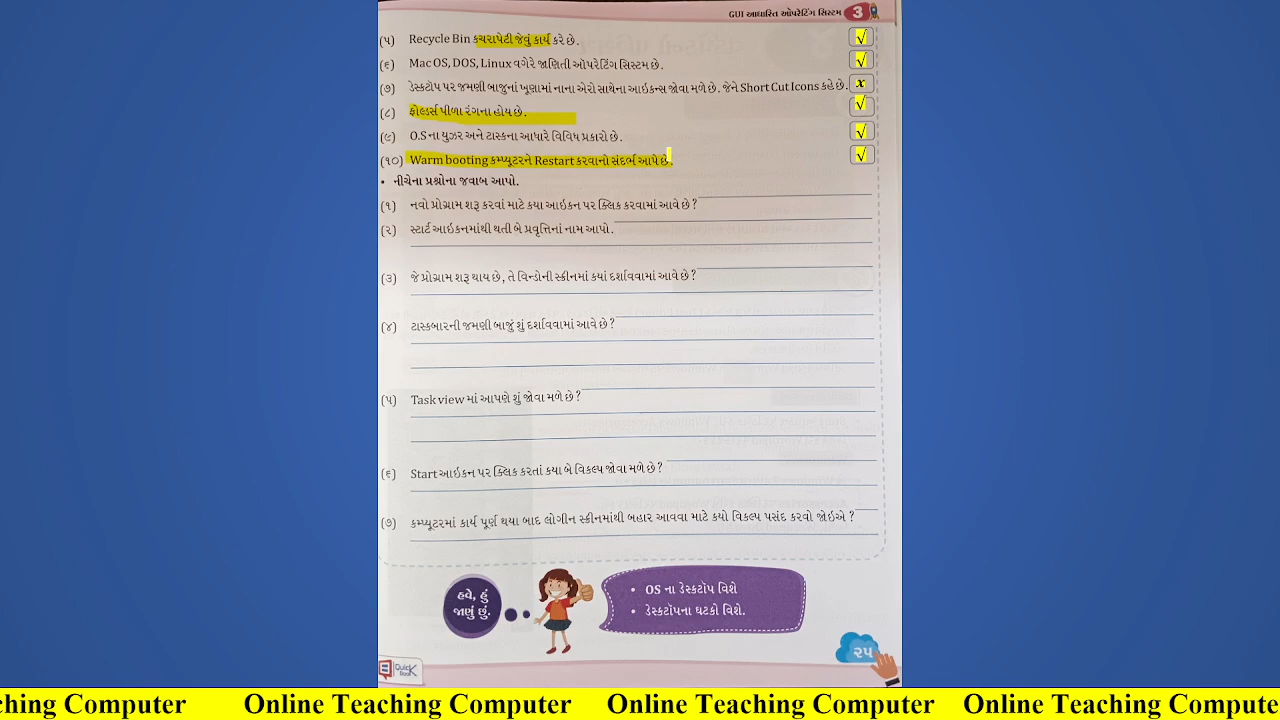 GUI આધારિત ઓપરેટિંગ સિસ્ટમ 3
(૫) Recycle Bin કચરાપેટી જેવું કાર્ય કરે છે. √
(૬) Mac OS, DOS, Linux વગેરે જાણિતી ઓપરેટિંગ સિસ્ટમ છે. √
(૭) ડેસ્કટૉપ પર જમણી બાજુનાં ખૂણામાં નાના એરો સાથેના આઇકન્સ જોવા મળે છે. જેને Short Cut Icons કહે છે. x
(૮) ફોલ્ડર્સ પીળા રંગના હોય છે. √
(૯) O.S ના યુઝર અને ટાસ્કના આધારે વિવિધ પ્રકારો છે. √
(૧૦) Warm booting કમ્પ્યૂટરને Restart કરવાનો સંદર્ભ આપે છે. √
• નીચેના પ્રશ્નોના જવાબ આપો.
(૧) નવો પ્રોગ્રામ શરૂ કરવાં માટે કયા આઇકન પર ક્લિક કરવામાં આવે છે?
(૨) સ્ટાર્ટ આઇકનમાંથી થતી બે પ્રવૃત્તિનાં નામ આપો.
(૩) જે પ્રોગ્રામ શરૂ થાય છે, તે વિન્ડોની સ્ક્રીનમાં કયાં દર્શાવવામાં આવે છે?
(૪) ટાસ્કબારની જમણી બાજું શું દર્શાવવામાં આવે છે?
(૫) Task view માં આપણે શું જોવા મળે છે?
(૬) Start આઇકન પર ક્લિક કરતાં કયા બે વિકલ્પ જોવા મળે છે?
(૭) કમ્પ્યૂટરમાં કાર્ય પૂર્ણ થયા બાદ લોગીન સ્ક્રીનમાંથી બહાર આવવા માટે કયો વિકલ્પ પસંદ કરવો જોઇએ ?
હવે, હું
જાણું છું.
• OS ના ડેસ્કટૉપ વિશે
• ડેસ્કટૉપના ઘટકો વિશે.
૨૫
Quick
Book
ching Computer Online Teaching Computer Online Teaching Computer Online Teaching Compute